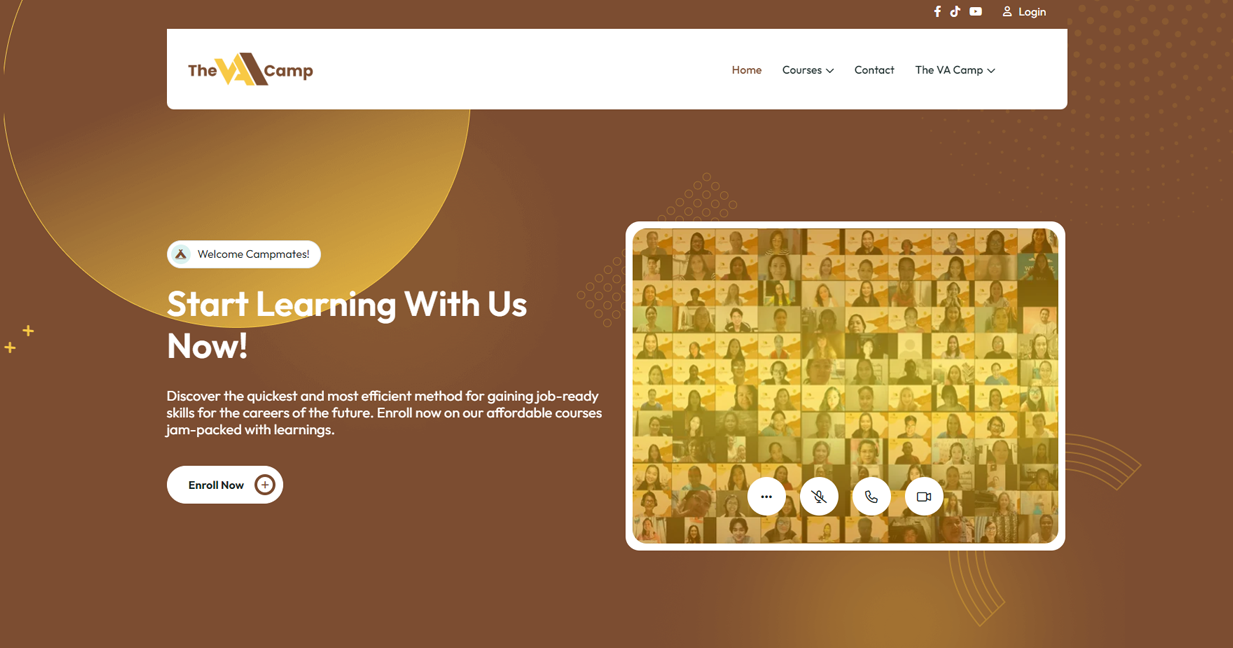 Login
The VA Camp
Home
Courses
Contact
The VA Camp
Welcome Campmates!
Start Learning With Us
Now!
Discover the quickest and most efficient method for gaining job-ready
skills for the careers of the future. Enroll now on our affordable courses
jam-packed with learnings.
Enroll Now